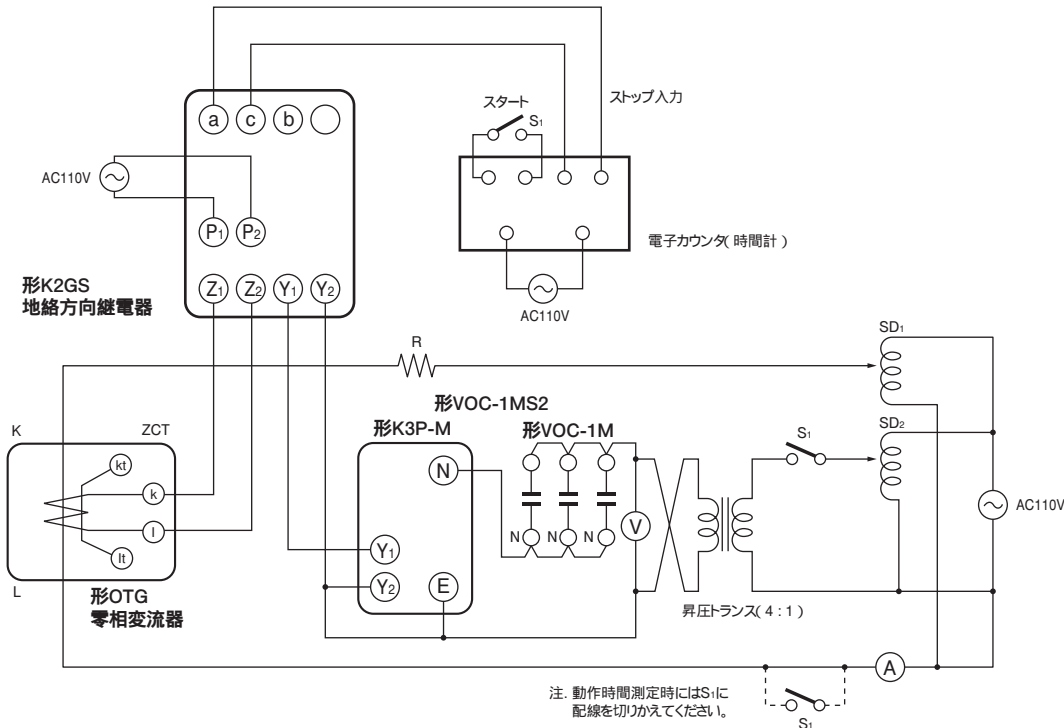 スタート
S1
ストップ入力
a
c
b
AC110V
P1
P2
電子カウンタ(時間計)
形K2GS
地絡方向継電器
Z1
Z2
Y1
Y2
AC110V
SD1
R
形VOC-1MS2
形K3P-M
形VOC-1M
K
ZCT
S1
SD2
kt
N
k
AC110V
V
l
N
N
N
Y1
lt
Y2
E
L
形OTG
零相変流器
昇圧トランス(4:1)
A
注. 動作時間測定時にはS1に
配線を切りかえてください。
S1